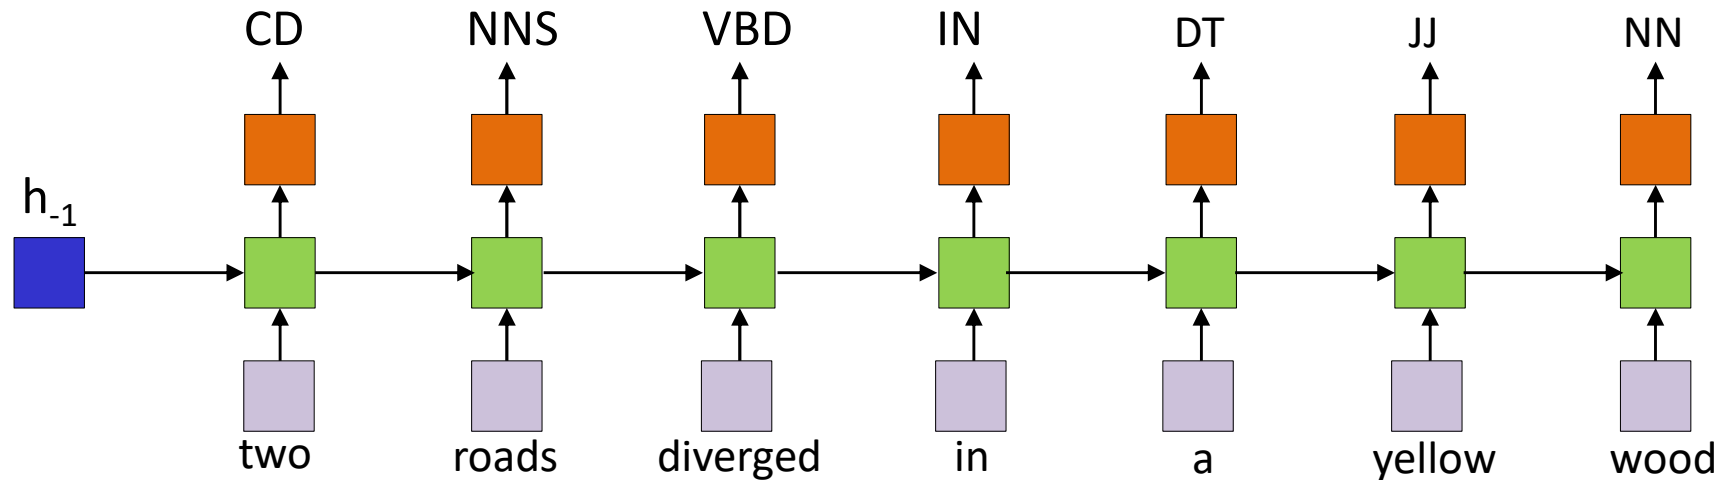 CD NNS VBD IN DT JJ NN
h-1
two roads diverged in a yellow wood